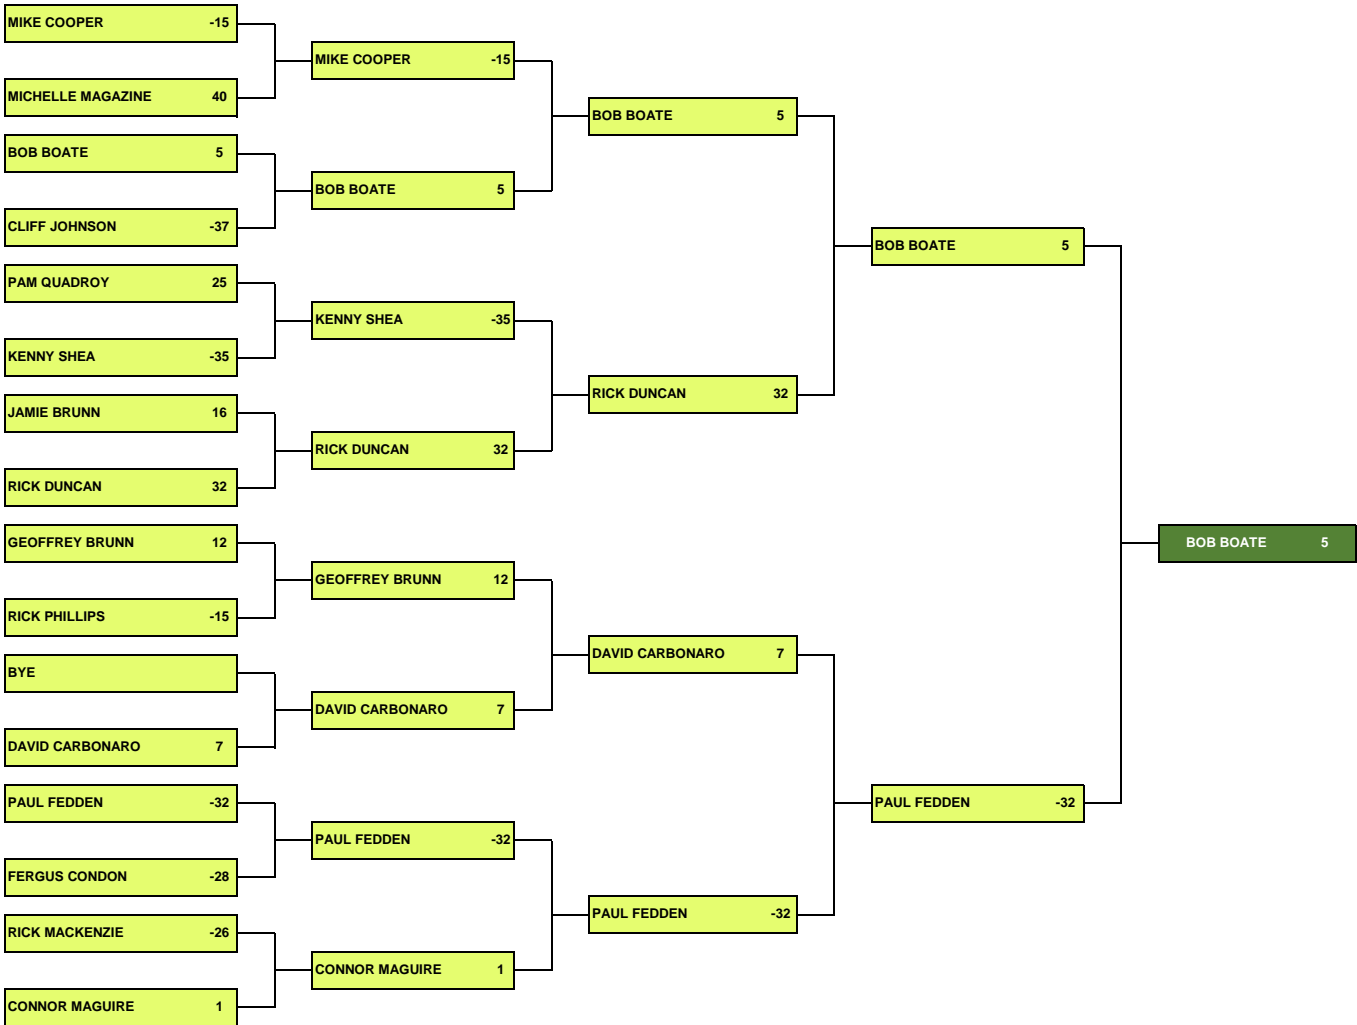 MIKE COOPER -15
MICHELLE MAGAZINE 40
BOB BOATE 5
CLIFF JOHNSON -37
PAM QUADROY 25
KENNY SHEA -35
JAMIE BRUNN 16
RICK DUNCAN 32
GEOFFREY BRUNN 12
RICK PHILLIPS -15
BYE
DAVID CARBONARO 7
PAUL FEDDEN -32
FERGUS CONDON -28
RICK MACKENZIE -26
CONNOR MAGUIRE 1
MIKE COOPER -15
BOB BOATE 5
KENNY SHEA -35
RICK DUNCAN 32
GEOFFREY BRUNN 12
DAVID CARBONARO 7
PAUL FEDDEN -32
CONNOR MAGUIRE 1
BOB BOATE 5
RICK DUNCAN 32
DAVID CARBONARO 7
PAUL FEDDEN -32
BOB BOATE 5
PAUL FEDDEN -32
BOB BOATE 5